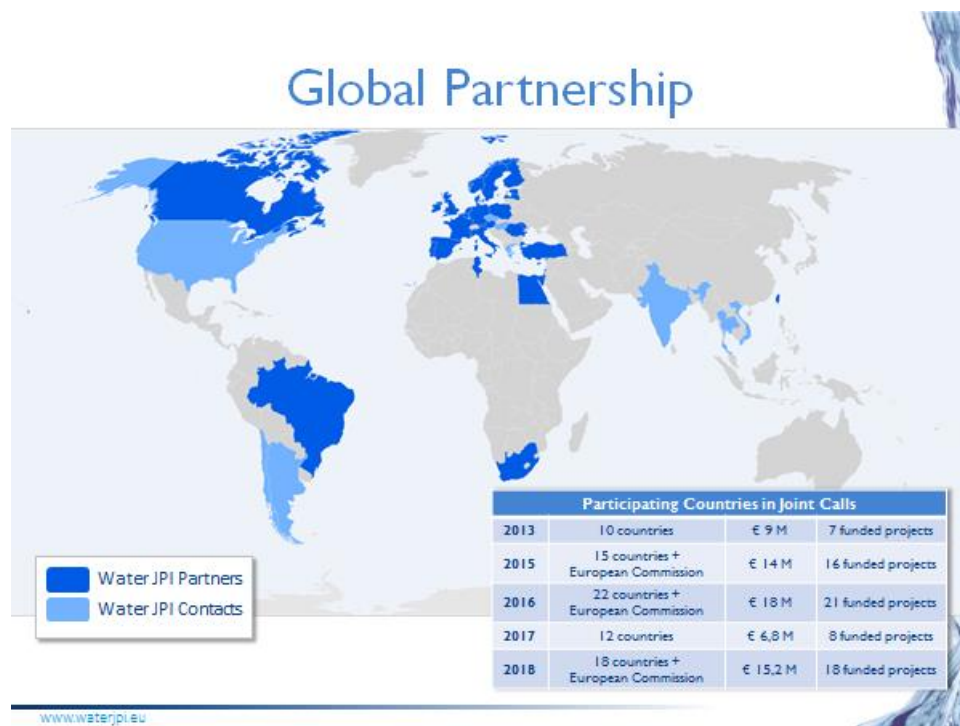 Global Partnership
Participating Countries in Joint Calls
2013 10 countries € 9 M 7 funded projects
2015 15 countries + European Commission € 14 M 16 funded projects
2016 22 countries + European Commission € 18 M 21 funded projects
2017 12 countries € 6,8 M 8 funded projects
2018 18 countries + European Commission € 15,2 M 18 funded projects
Water JPI Partners
Water JPI Contacts
www.waterjpi.eu